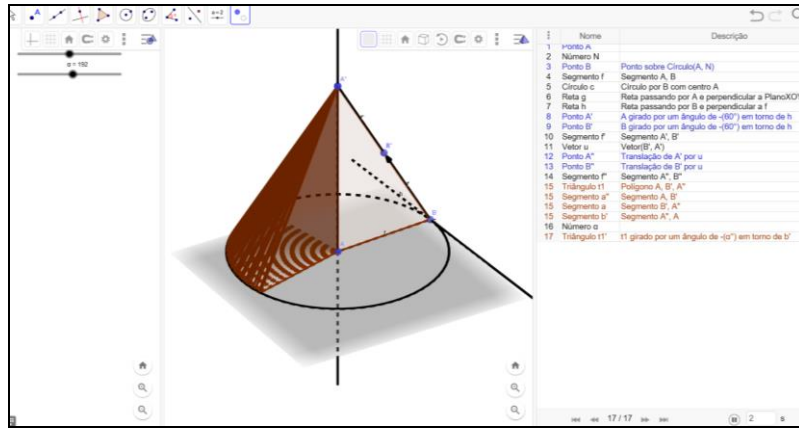 a=2
α = 192
A''
A'
B'
A
Nome Descrição
1 Ponto A
2 Número N
3 Ponto B Ponto sobre Círculo(A, N)
4 Segmento f Segmento A, B
5 Círculo c Círculo por B com centro A
6 Reta g Reta passando por A e perpendicular a PlanoXOY
7 Reta h Reta passando por B e perpendicular a f
8 Ponto A' A girado por um ângulo de -(60°) em torno de h
9 Ponto B' B girado por um ângulo de -(60°) em torno de h
10 Segmento f' Segmento A', B'
11 Vetor u Vetor(B', A')
12 Ponto A'' Translação de A' por u
13 Ponto B'' Translação de B' por u
14 Segmento f'' Segmento A'', B''
15 Triângulo t1 Polígono A, B', A''
15 Segmento a'' Segmento A, B'
15 Segmento a Segmento B', A''
15 Segmento b' Segmento A'', A
16 Número α
17 Triângulo t1' t1 girado por um ângulo de -(α°) em torno de b'
17 / 17 2 s